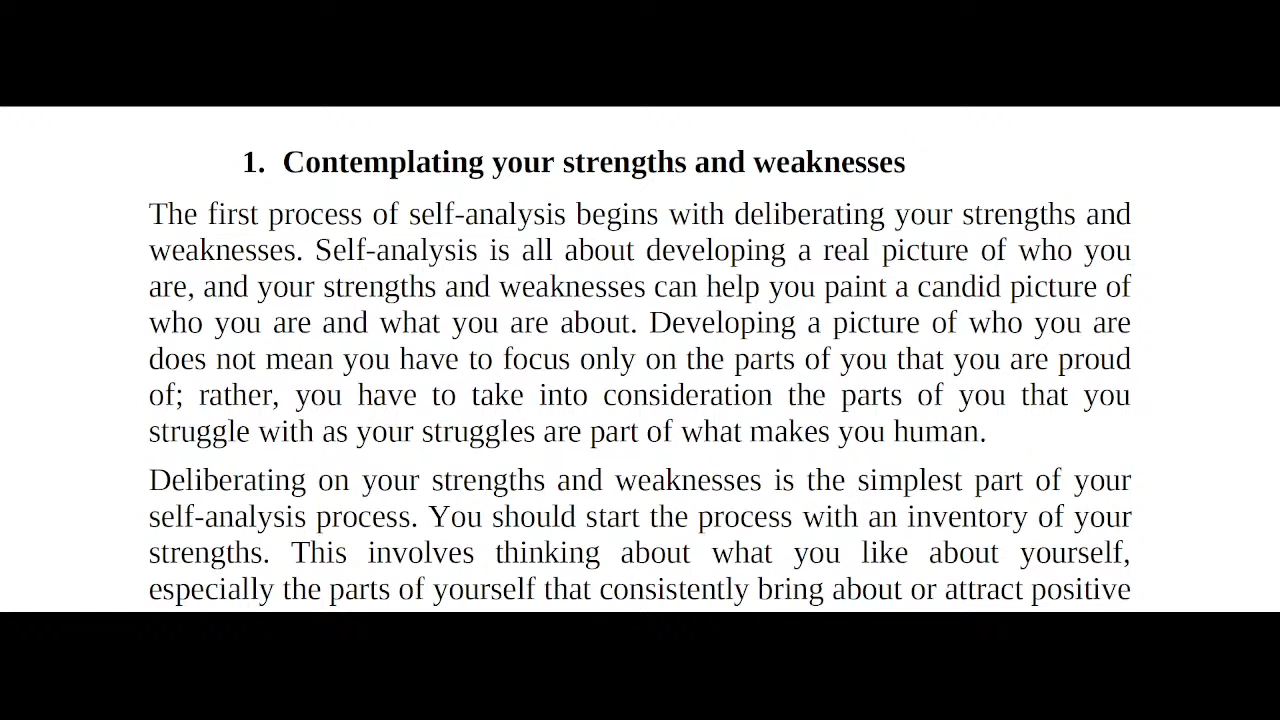 1. Contemplating your strengths and weaknesses
The first process of self-analysis begins with deliberating your strengths and
weaknesses. Self-analysis is all about developing a real picture of who you
are, and your strengths and weaknesses can help you paint a candid picture of
who you are and what you are about. Developing a picture of who you are
does not mean you have to focus only on the parts of you that you are proud
of; rather, you have to take into consideration the parts of you that you
struggle with as your struggles are part of what makes you human.
Deliberating on your strengths and weaknesses is the simplest part of your
self-analysis process. You should start the process with an inventory of your
strengths. This involves thinking about what you like about yourself,
especially the parts of yourself that consistently bring about or attract positive